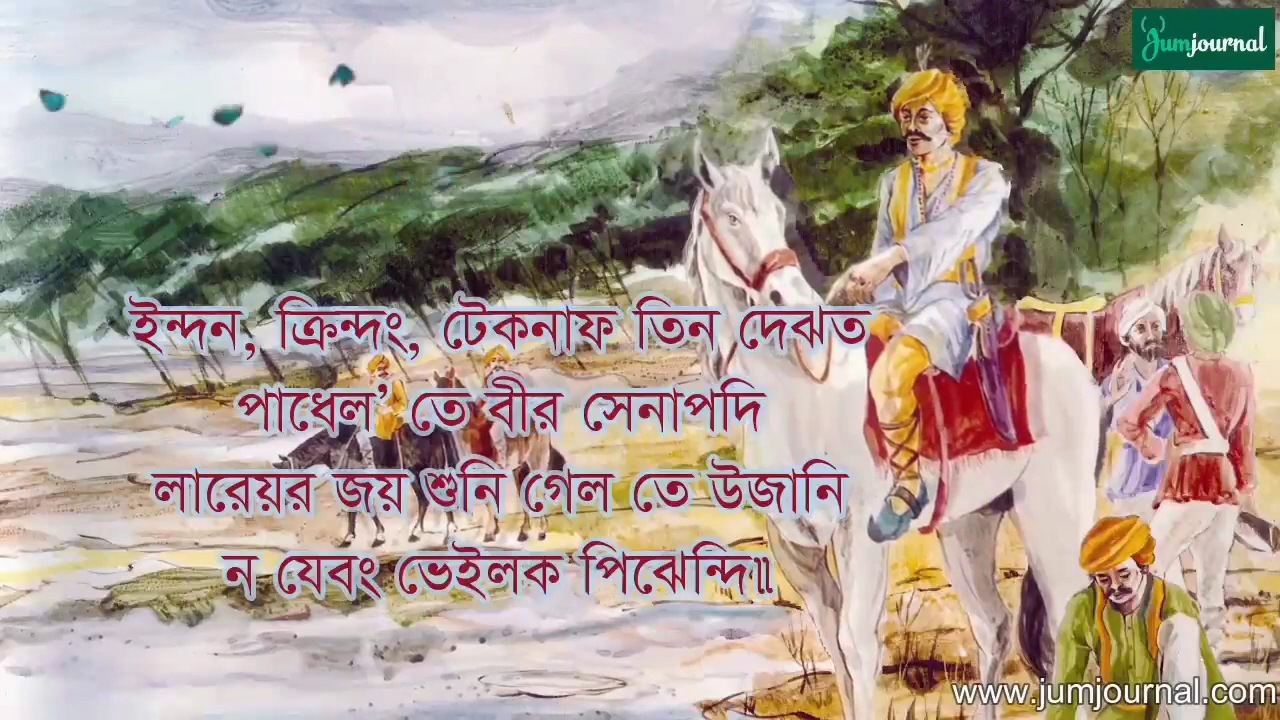 Jumjournal
ইন্দন, ক্রিন্দং, টেকনাফ তিন দেঝত
পাধেল’ তে বীর সেনাপদি
লারেয়র জয় শুনি গেল তে উজানি
ন যেবং ভেইলক পিঝেন্দি॥
www.jumjournal.com